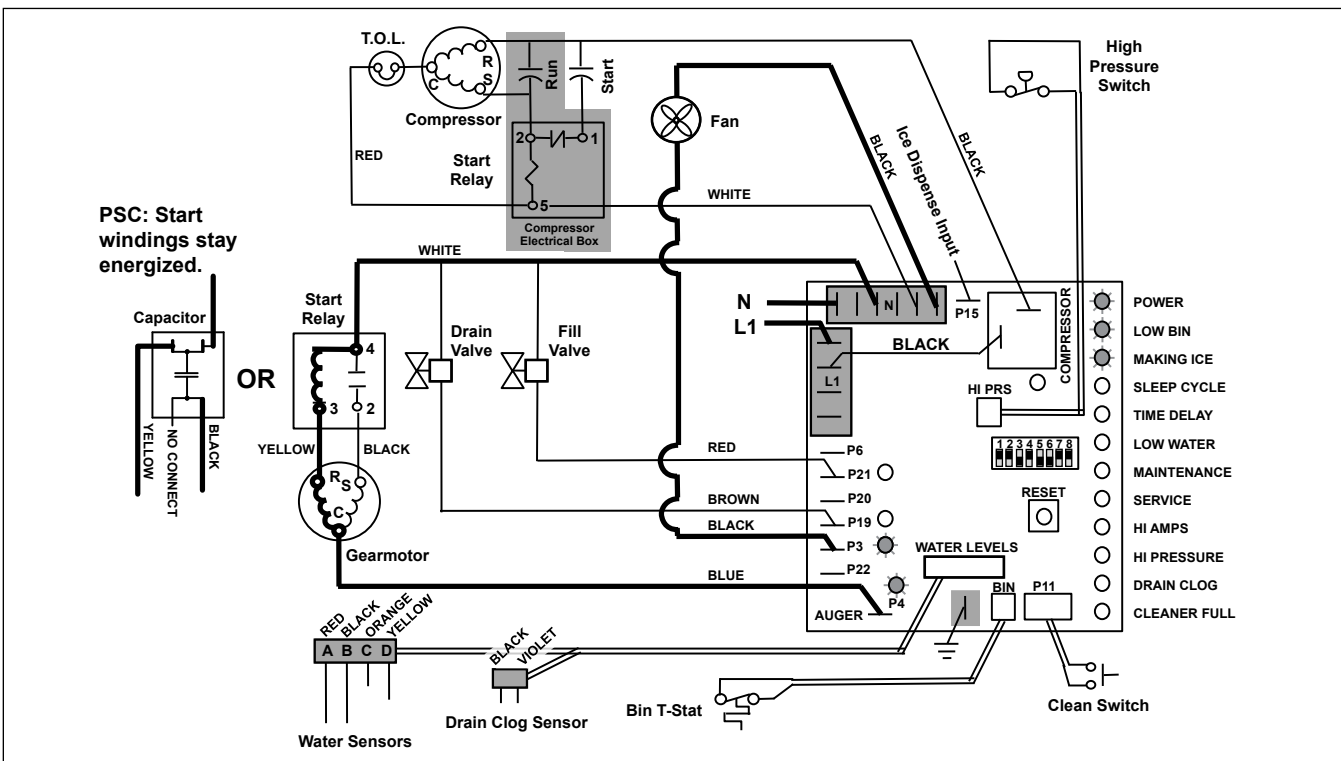 T.O.L.
R
S
C
Run
Start
High
Pressure
Switch
Compressor
Fan
2
1
RED
Start
Relay
BLACK
Ice Dispense Input
BLACK
WHITE
5
Compressor
Electrical Box
PSC: Start
windings stay
energized.
WHITE
Start
Relay
Capacitor
4
Drain
Valve
Fill
Valve
N
L1
N
P15
COMPRESSOR
POWER
LOW BIN
MAKING ICE
SLEEP CYCLE
TIME DELAY
LOW WATER
MAINTENANCE
SERVICE
HI AMPS
HI PRESSURE
DRAIN CLOG
CLEANER FULL
BLACK
L1
HI PRS
OR
3
2
YELLOW
NO CONNECT
BLACK
YELLOW
BLACK
R
S
C
Gearmotor
RED
BROWN
BLACK
BLUE
P6
P21
P20
P19
P3
P22
P4
AUGER
1 2 3 4 5 6 7 8
RESET
WATER LEVELS
BIN
P11
RED
BLACK
ORANGE
YELLOW
A B C D
Water Sensors
BLACK
VIOLET
Drain Clog Sensor
Bin T-Stat
Clean Switch